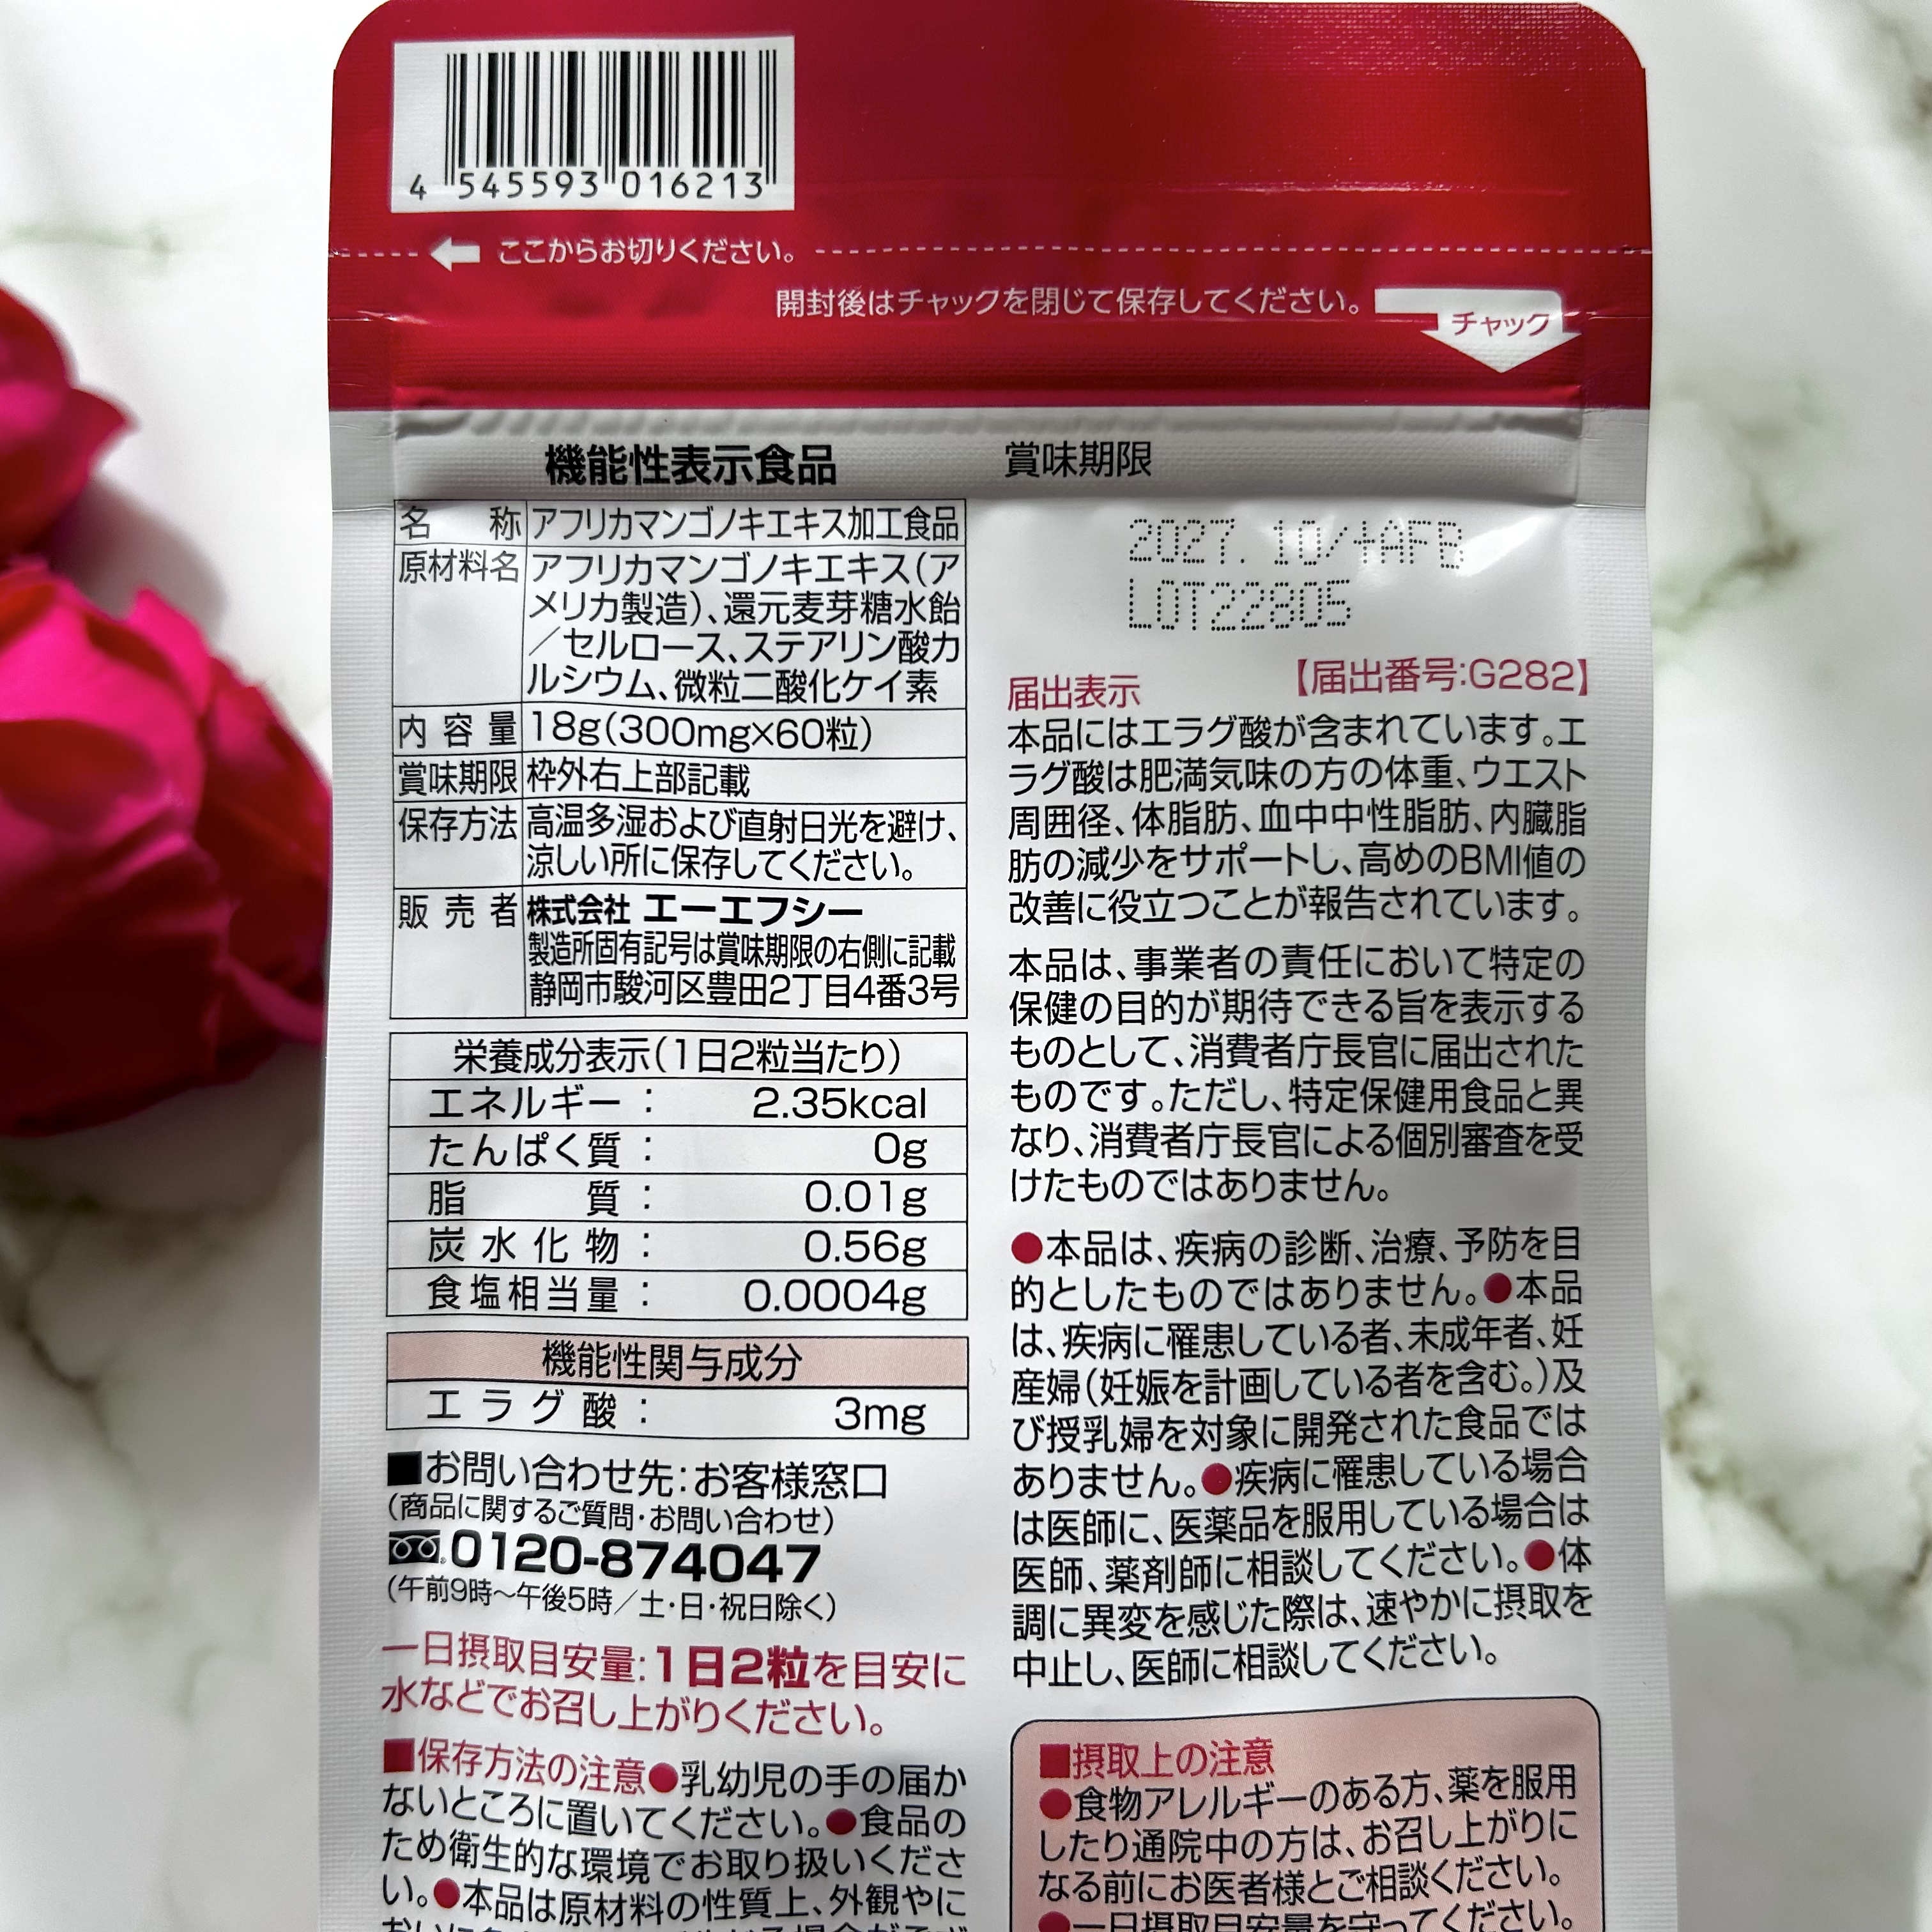 4 545593 016213
ここからお切りください。
開封後はチャックを閉じて保存してください。
チャック
機能性表示食品
名称 アフリカマンゴノキエキス加工食品
原材料名 アフリカマンゴノキエキス(ア
メリカ製造)、還元麦芽糖水飴
/セルロース、ステアリン酸カ
ルシウム、微粒二酸化ケイ素
内容量 18g(300mg×60粒)
賞味期限 枠外右上部記載
保存方法 高温多湿および直射日光を避け、
涼しい所に保存してください。
販売者 株式会社 エーエフシー
製造所固有記号は賞味期限の右側に記載
静岡市駿河区豊田2丁目4番3号
栄養成分表示(1日2粒当たり)
エネルギー: 2.35kcal
たんぱく質: 0g
脂質: 0.01g
炭水化物: 0.56g
食塩相当量: 0.0004g
機能性関与成分
エラグ酸: 3mg
■お問い合わせ先:お客様窓口
(商品に関するご質問・お問い合わせ)
0120-874047
(午前9時〜午後5時/土・日・祝日除く)
一日摂取目安量:1日2粒を目安に
水などでお召し上がりください。
■保存方法の注意●乳幼児の手の届か
ないところに置いてください。●食品の
ため衛生的な環境でお取り扱いくださ
い。●本品は原材料の性質上、外観やに
賞味期限
2027.10/+AFB
LOT22805
届出表示 【届出番号:G282】
本品にはエラグ酸が含まれています。エ
ラグ酸は肥満気味の方の体重、ウエスト
周囲径、体脂肪、血中中性脂肪、内臓脂
肪の減少をサポートし、高めのBMI値の
改善に役立つことが報告されています。
本品は、事業者の責任において特定の
保健の目的が期待できる旨を表示する
ものとして、消費者庁長官に届出された
ものです。ただし、特定保健用食品と異
なり、消費者庁長官による個別審査を受
けたものではありません。
●本品は、疾病の診断、治療、予防を目
的としたものではありません。●本品
は、疾病に罹患している者、未成年者、妊
産婦(妊娠を計画している者を含む。)及
び授乳婦を対象に開発された食品では
ありません。●疾病に罹患している場合
は医師に、医薬品を服用している場合は
医師、薬剤師に相談してください。●体
調に異変を感じた際は、速やかに摂取を
中止し、医師に相談してください。
■摂取上の注意
●食物アレルギーのある方、薬を服用
したり通院中の方は、お召し上がりに
なる前にお医者様とご相談ください。
●一日摂取目安量を守ってください。